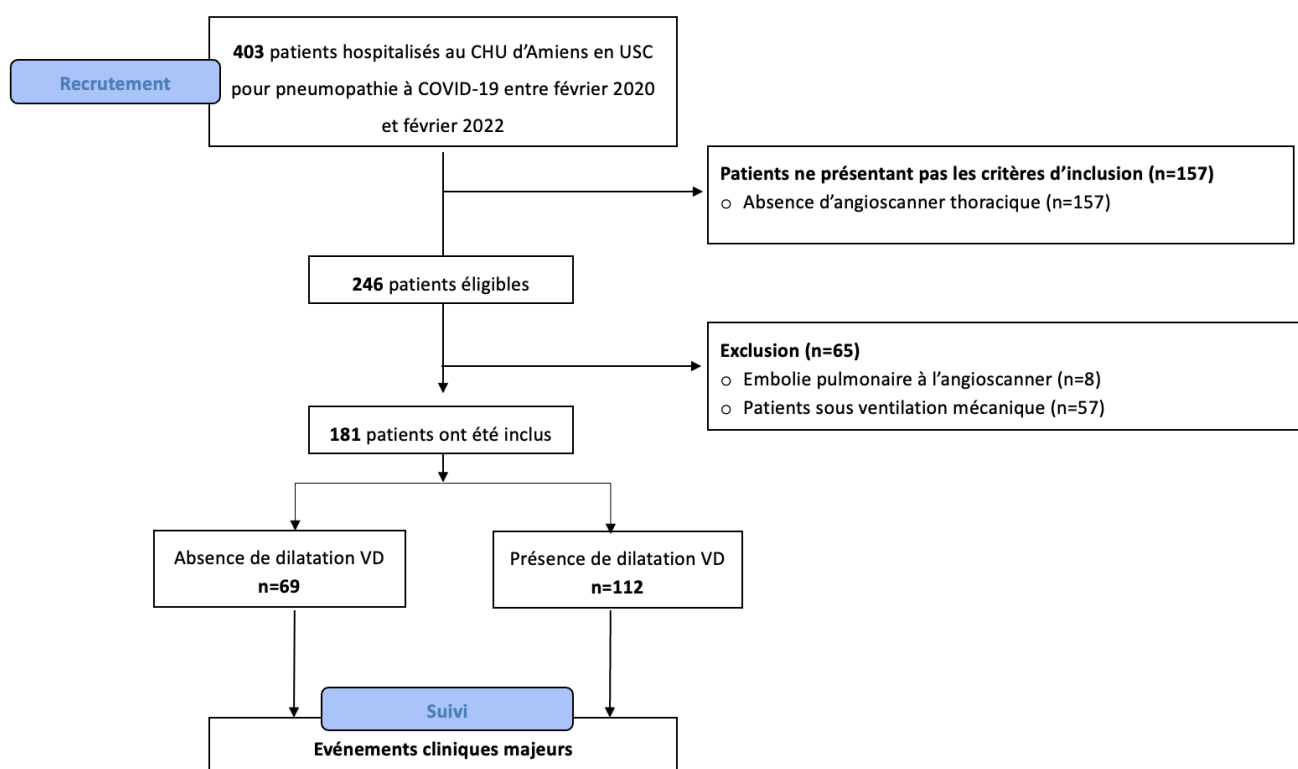 403 patients hospitalisés au CHU d’Amiens en USC
Recrutement
pour pneumopathie à COVID-19 entre février 2020
et février 2022
Patients ne présentant pas les critères d’inclusion (n=157)
o Absence d’angioscanner thoracique (n=157)
246 patients éligibles
Exclusion (n=65)
o Embolie pulmonaire à l’angioscanner (n=8)
o Patients sous ventilation mécanique (n=57)
181 patients ont été inclus
Absence de dilatation VD
n=69
Présence de dilatation VD
n=112
Suivi
Evénements cliniques majeurs